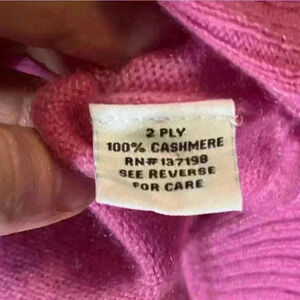 2 PLY
100% CASHMERE
RN# 137198
SEE REVERSE
FOR CARE